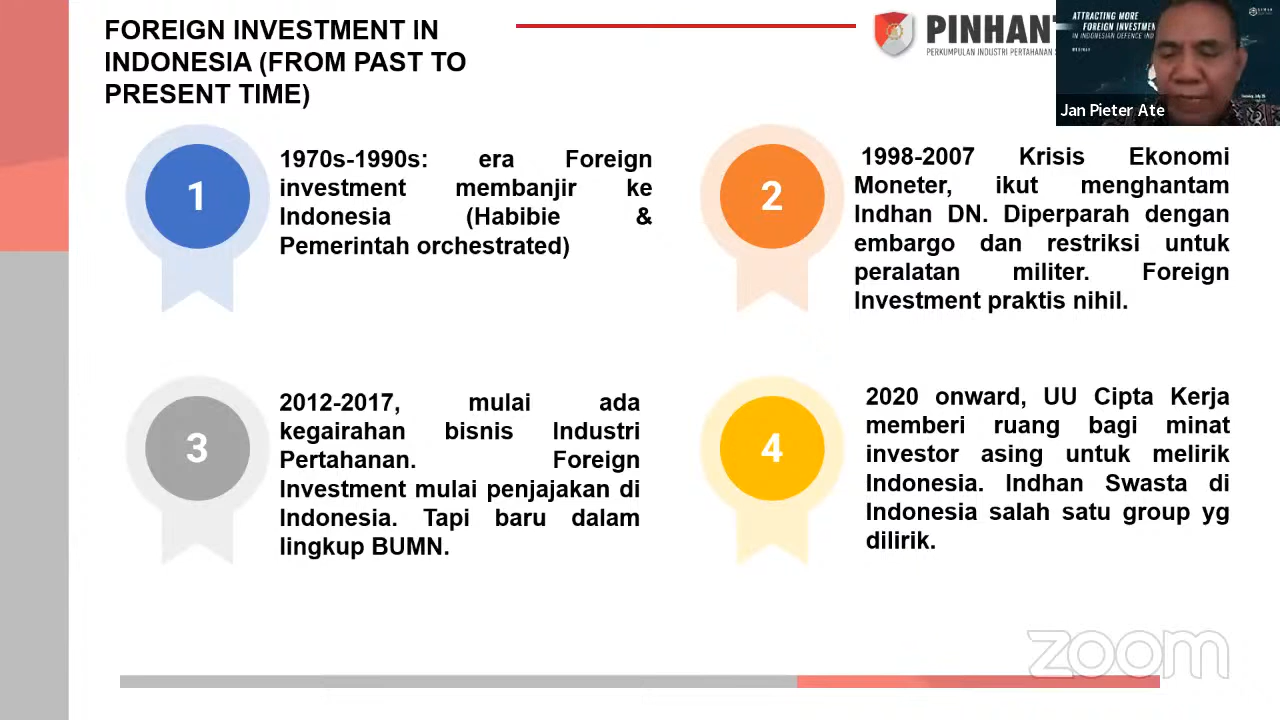 FOREIGN INVESTMENT IN
INDONESIA (FROM PAST TO
PRESENT TIME)
PERKUMPULAN INDUSTRI PERTAHANAN
ATTRACTING MORE
FOREIGN
IN INDONESIAN DEFENCE
WEBINAR
Jan Pieter Ate
1
1970s-1990s: era Foreign
investment membanjir ke
Indonesia (Habibie &
Pemerintah orchestrated)
2
1998-2007 Krisis Ekonomi
Moneter, ikut menghantam
Indhan DN. Diperparah dengan
embargo dan restriksi untuk
peralatan militer. Foreign
Investment praktis nihil.
3
2012-2017, mulai ada
kegairahan bisnis Industri
Pertahanan. Foreign
Investment mulai penjajakan di
Indonesia. Tapi baru dalam
lingkup BUMN.
4
2020 onward, UU Cipta Kerja
memberi ruang bagi minat
investor asing untuk melirik
Indonesia. Indhan Swasta di
Indonesia salah satu group yg
dilirik.
zoom